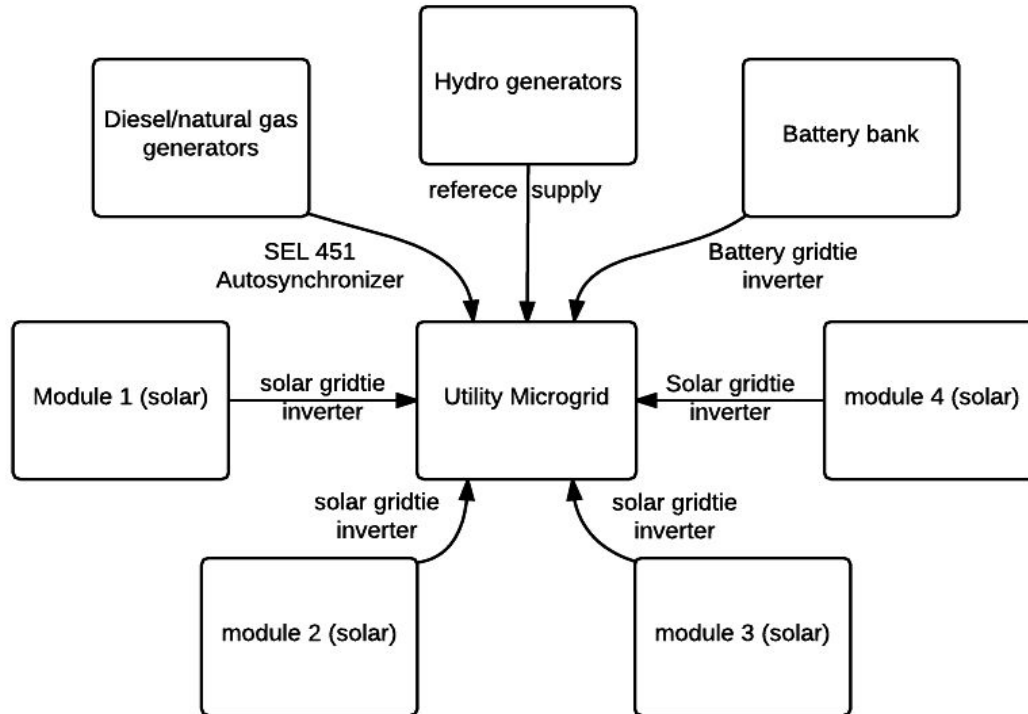 Hydro generators
Diesel/natural gas
generators
Battery bank
referece supply
SEL 451
Autosynchronizer
Battery gridtie
inverter
Module 1 (solar)
solar gridtie
inverter
Utility Microgrid
Solar gridtie
inverter
module 4 (solar)
solar gridtie
inverter
solar gridtie
inverter
module 2 (solar)
module 3 (solar)